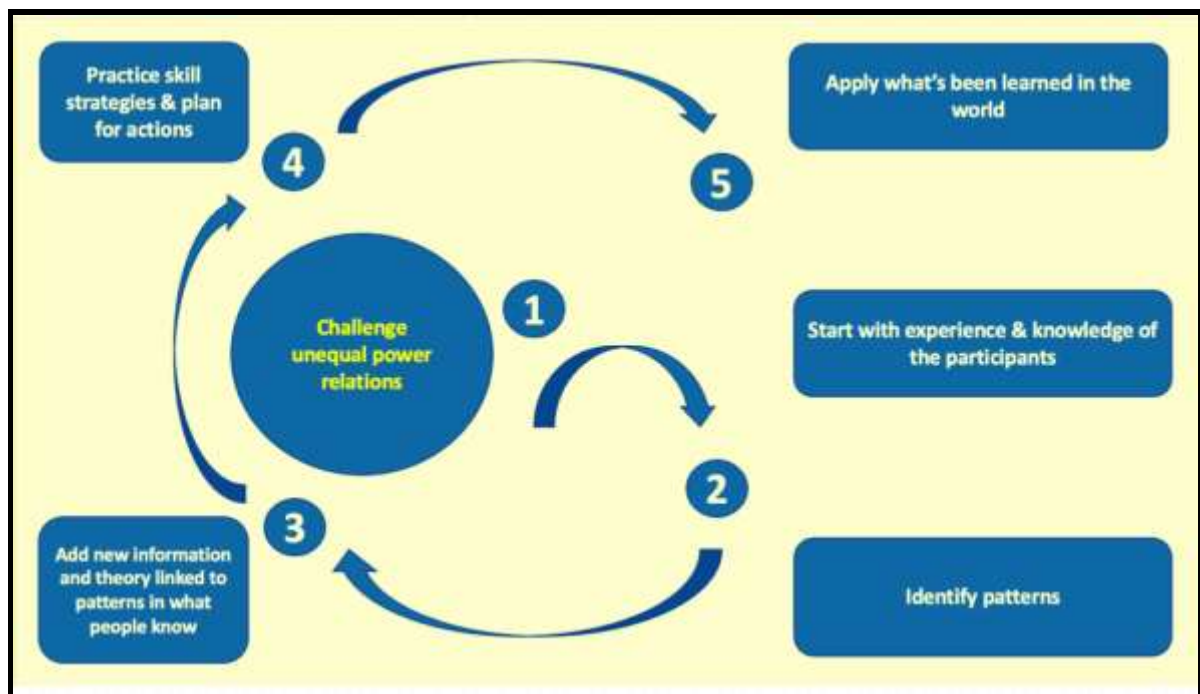 Practice skill
strategies & plan
for actions
4
Apply what's been learned in the
world
5
Challenge
unequal power
relations
1
Start with experience & knowledge of
the participants
2
Identify patterns
3
Add new information
and theory linked to
patterns in what
people know